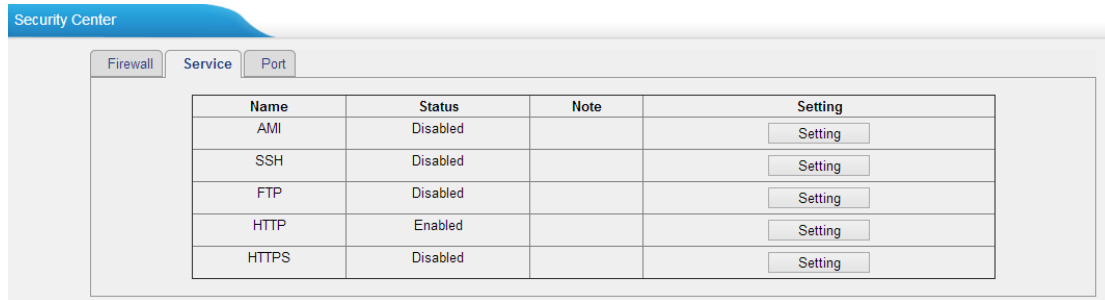 Security Center
Firewall Service Port
Name Status Note Setting
AMI Disabled Setting
SSH Disabled Setting
FTP Disabled Setting
HTTP Enabled Setting
HTTPS Disabled Setting